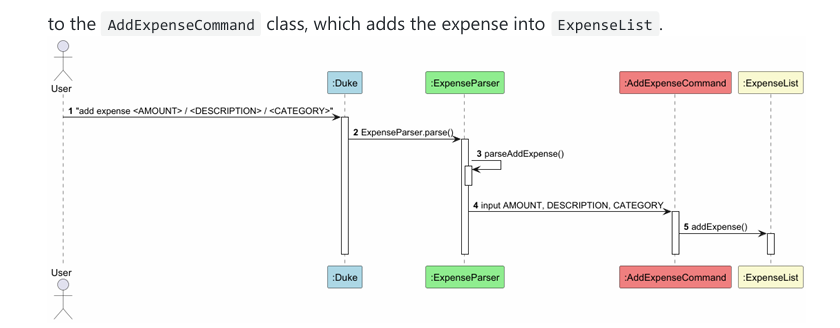 to the AddExpenseCommand class, which adds the expense into ExpenseList.
User
:Duke
:ExpenseParser
:AddExpenseCommand
:ExpenseList
1 "add expense <AMOUNT> / <DESCRIPTION> / <CATEGORY>"
2 ExpenseParser.parse()
3 parseAddExpense()
4 input AMOUNT, DESCRIPTION, CATEGORY
5 addExpense()
User
:Duke
:ExpenseParser
:AddExpenseCommand
:ExpenseList